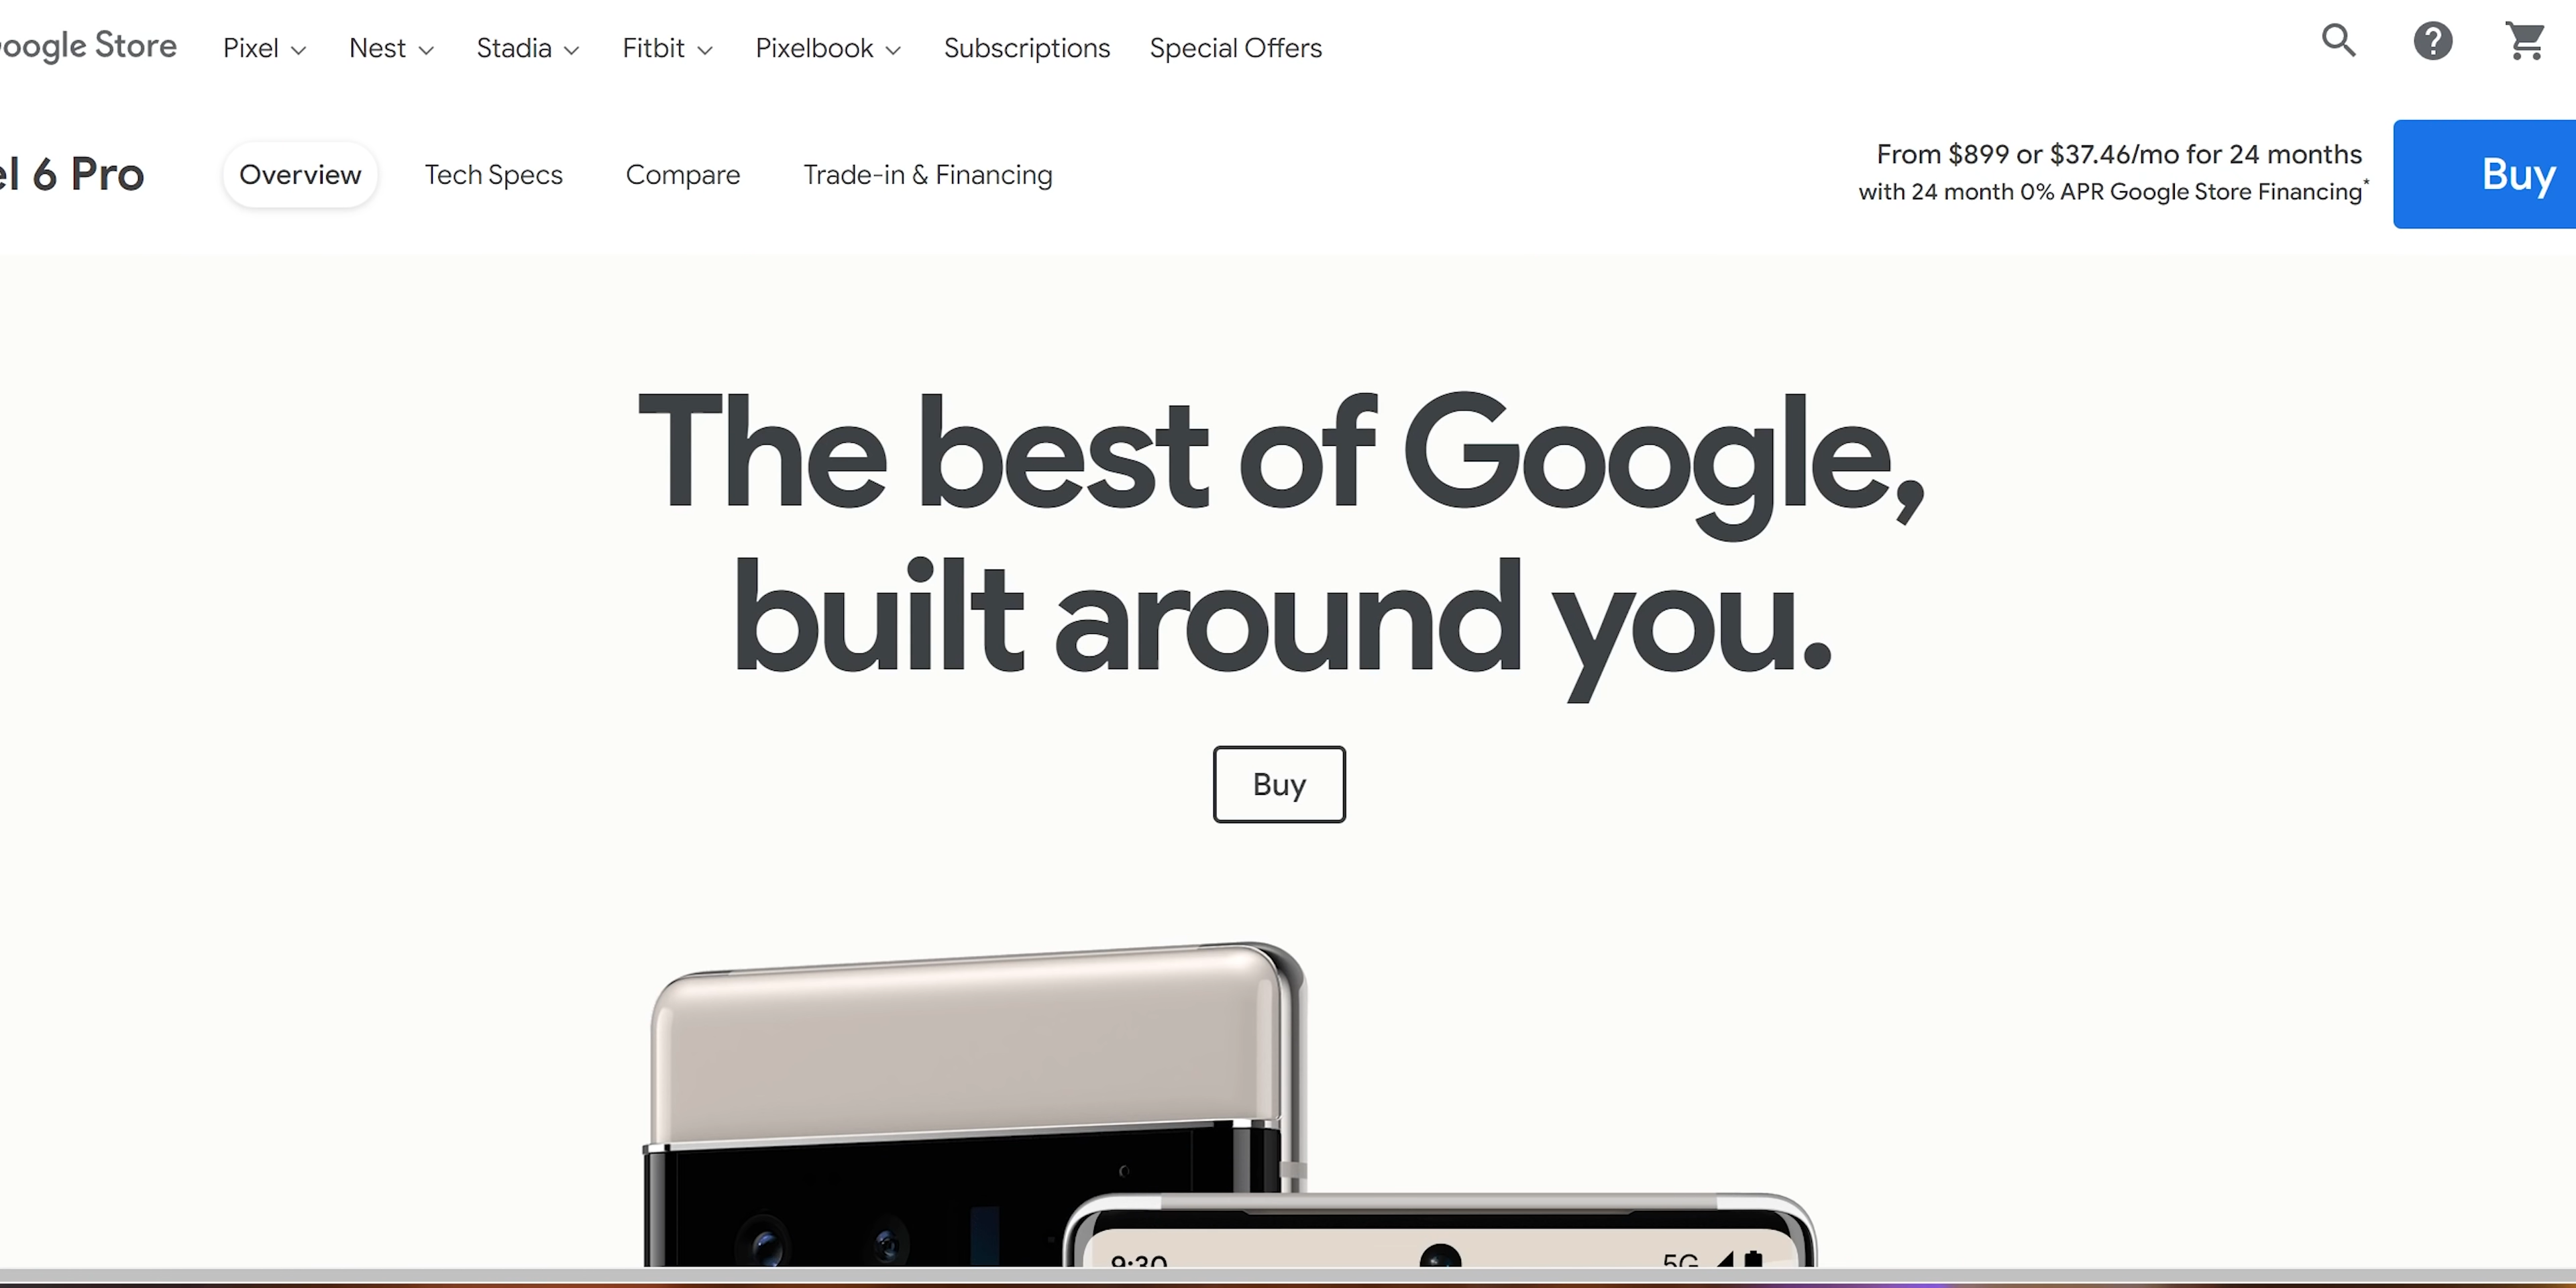 oogle Store Pixel Nest Stadia Fitbit Pixelbook Subscriptions Special Offers
el 6 Pro Overview Tech Specs Compare Trade-in & Financing
From $899 or $37.46/mo for 24 months
with 24 month 0% APR Google Store Financing*
Buy
The best of Google,
built around you.
Buy
9:30 5G